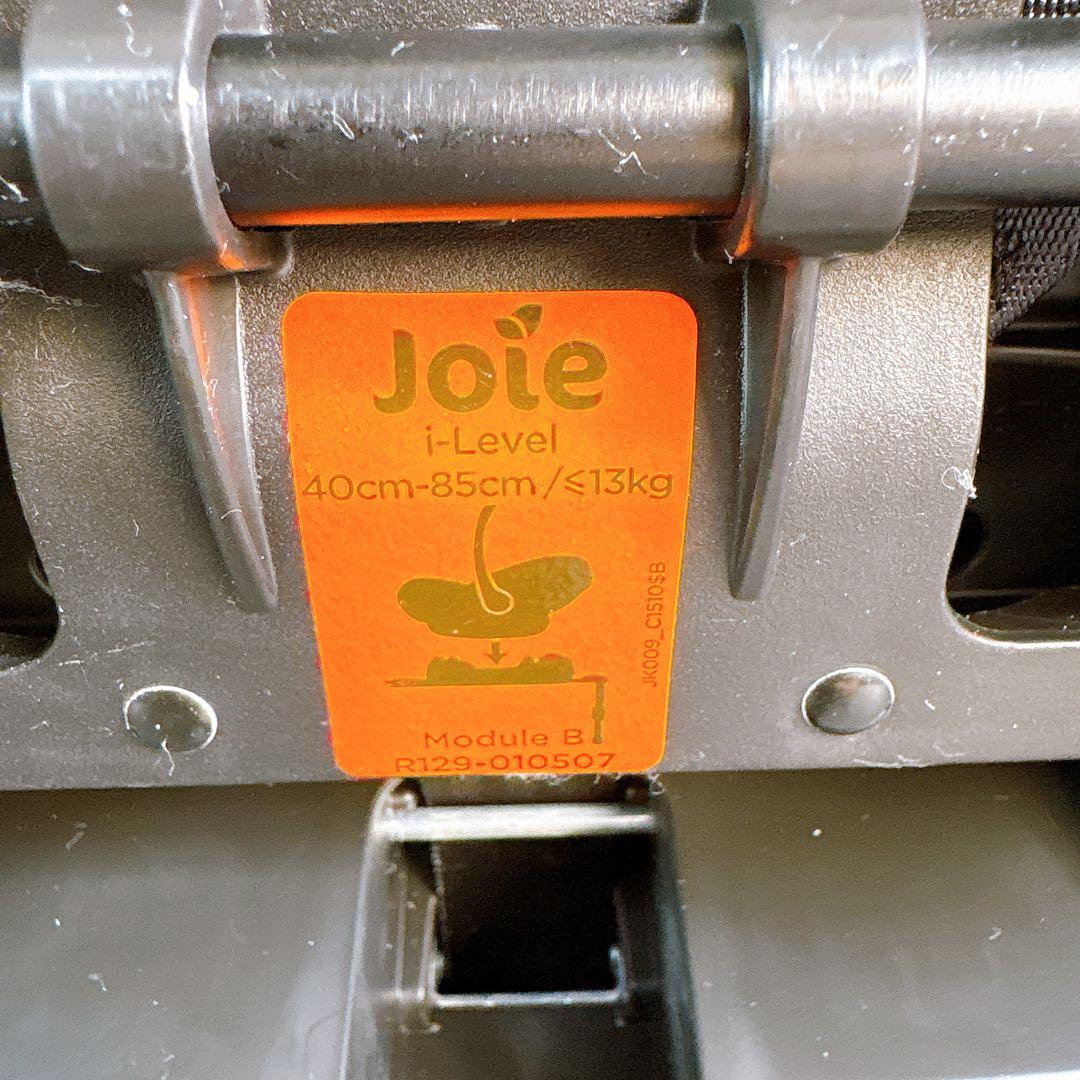 Joie
i-Level
40cm-85cm/≤13kg
JK009_C1510$B
Module B
R129-010507